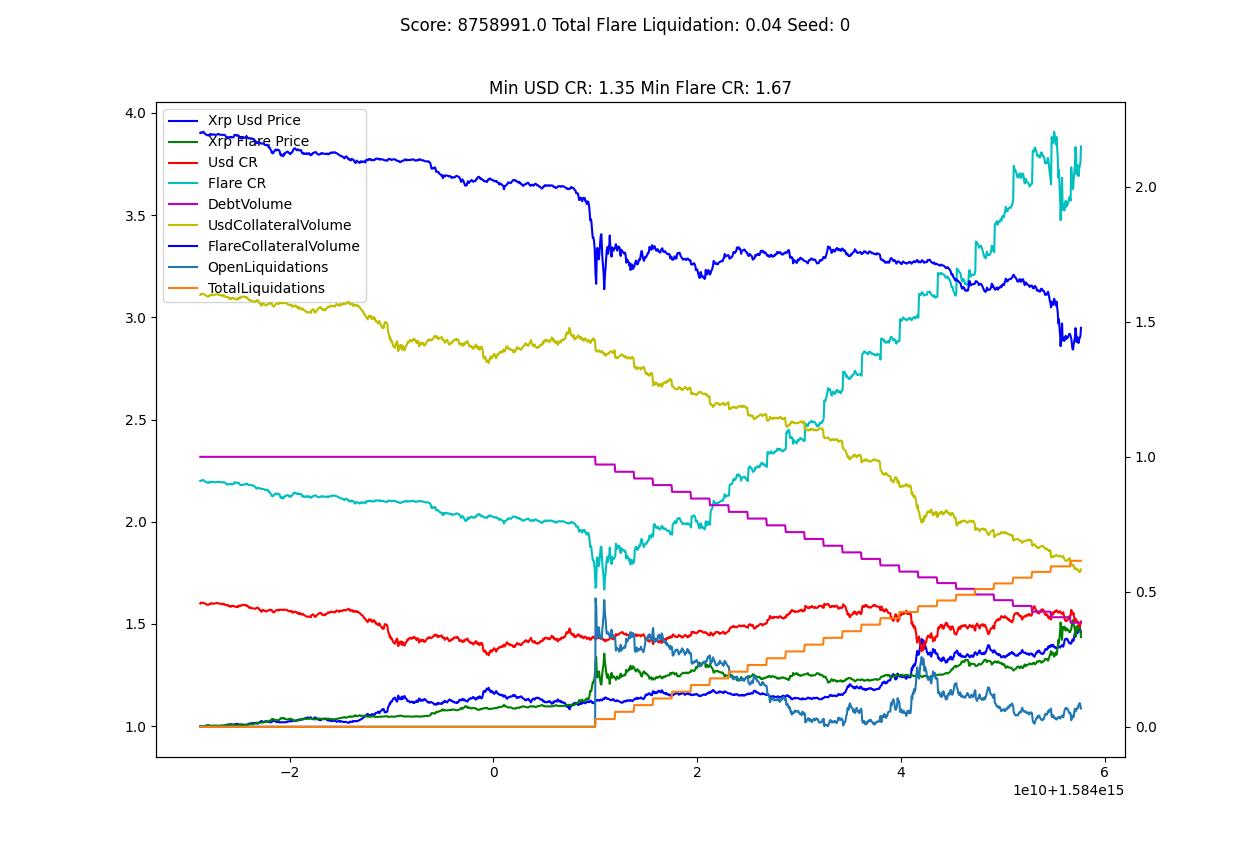 Score: 8758991.0 Total Flare Liquidation: 0.04 Seed: 0
Min USD CR: 1.35 Min Flare CR: 1.67
Xrp Usd Price
Xrp Flare Price
Usd CR
Flare CR
DebtVolume
UsdCollateralVolume
FlareCollateralVolume
OpenLiquidations
TotalLiquidations
4.0
3.5
3.0
2.5
2.0
1.5
1.0
2.0
1.5
1.0
0.5
0.0
−2 0 2 4 6
1e10+1.584e15